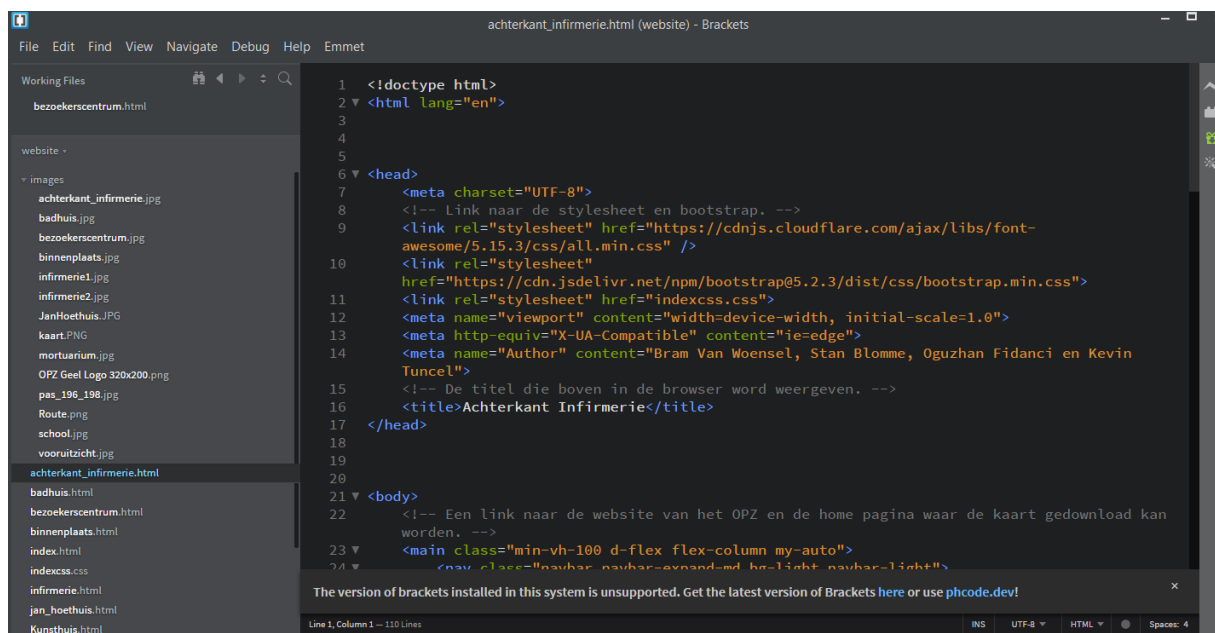 achterkant_infirmerie.html (website) - Brackets
File Edit Find View Navigate Debug Help Emmet
Working Files
bezoekerscentrum.html
website
images
achterkant_infirmerie.jpg
badhuis.jpg
bezoekerscentrum.jpg
binnenplaats.jpg
infirmerie1.jpg
infirmerie2.jpg
JanHoethuis.JPG
kaart.PNG
mortuarium.jpg
OPZ Geel Logo 320x200.png
pas_196_198.jpg
Route.png
school.jpg
vooruitzicht.jpg
achterkant_infirmerie.html
badhuis.html
bezoekerscentrum.html
binnenplaats.html
index.html
indexcss.css
infirmerie.html
jan_hoethuis.html
Kunsthuis.html
1 <!doctype html>
2 <html lang="en">
3
4
5
6 <head>
7 <meta charset="UTF-8">
8 <!-- Link naar de stylesheet en bootstrap. -->
9 <link rel="stylesheet" href="https://cdnjs.cloudflare.com/ajax/libs/font-
awesome/5.15.3/css/all.min.css" />
10 <link rel="stylesheet"
href="https://cdn.jsdelivr.net/npm/bootstrap@5.2.3/dist/css/bootstrap.min.css">
11 <link rel="stylesheet" href="indexcss.css">
12 <meta name="viewport" content="width=device-width, initial-scale=1.0">
13 <meta http-equiv="X-UA-Compatible" content="ie=edge">
14 <meta name="Author" content="Bram Van Woensel, Stan Blomme, Oguzhan Fidanci en Kevin
Tuncel">
15 <!-- De titel die boven in de browser word weergeven. -->
16 <title>Achterkant Infirmerie</title>
17 </head>
18
19
20
21 <body>
22 <!-- Een link naar de website van het OPZ en de home pagina waar de kaart gedownload kan
worden. -->
23 <main class="min-vh-100 d-flex flex-column my-auto">
24 <nav class="navbar navbar-expand-md bg-light navbar-light">
The version of brackets installed in this system is unsupported. Get the latest version of Brackets here or use phcode.dev!
×
Line 1, Column 1 — 110 Lines
INS UTF-8 HTML Spaces: 4